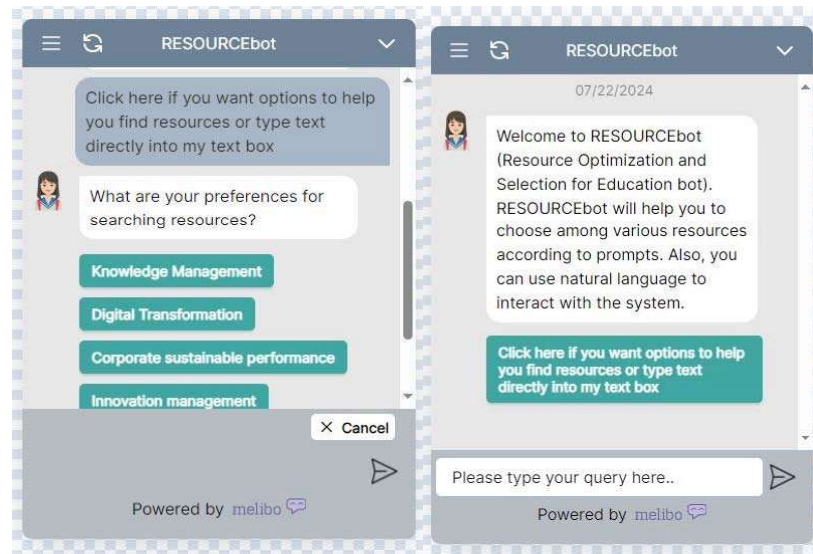 RESOURCEbot
Click here if you want options to help
you find resources or type text
directly into my text box
What are your preferences for
searching resources?
Knowledge Management
Digital Transformation
Corporate sustainable performance
Innovation management
× Cancel
Powered by melibo
RESOURCEbot
07/22/2024
Welcome to RESOURCEbot
(Resource Optimization and
Selection for Education bot).
RESOURCEbot will help you to
choose among various resources
according to prompts. Also, you
can use natural language to
interact with the system.
Click here if you want options to help
you find resources or type text
directly into my text box
Please type your query here..
Powered by melibo